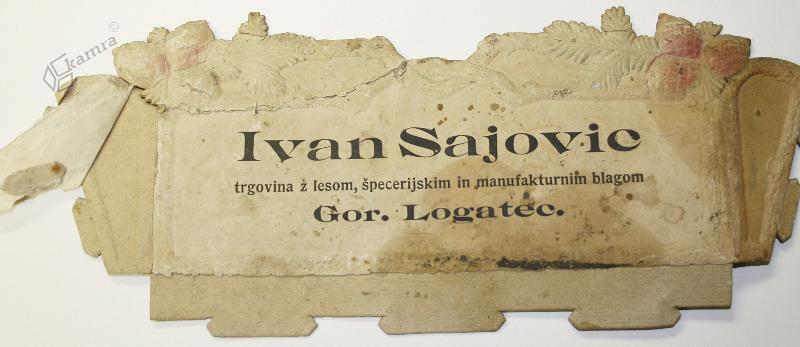 kamra ©
Ivan Sajovic
trgovina z lesom, špecerijskim in manufakturnim blagom
Gor. Logatec.